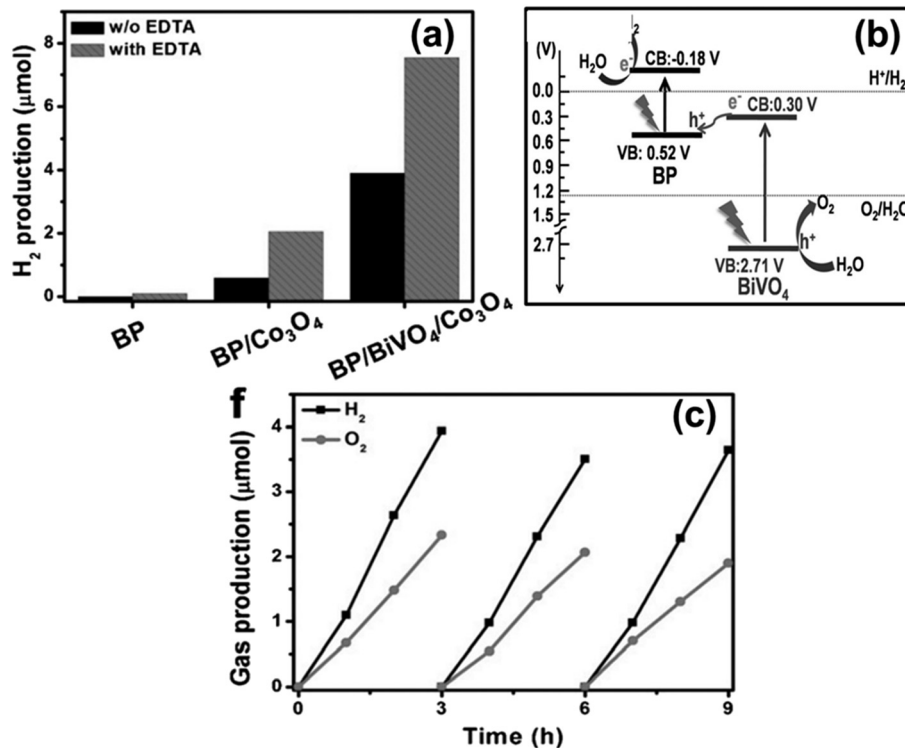 w/o EDTA
with EDTA
(a)
H₂ production (μmol)
8
6
4
2
0
BP
BP/Co₃O₄
BP/BiVO₄/Co₃O₄
(b)
(V)
0.0
0.3
0.6
0.9
1.2
1.5
2.7
H₂O
2
e⁻
CB:-0.18 V
H⁺/H₂
e⁻
CB:0.30 V
h⁺
VB: 0.52 V
BP
O₂
O₂/H₂O
h⁺
H₂O
VB:2.71 V
BiVO₄
f
H₂
O₂
(c)
Gas production (μmol)
4
3
2
1
0
0
3
6
9
Time (h)